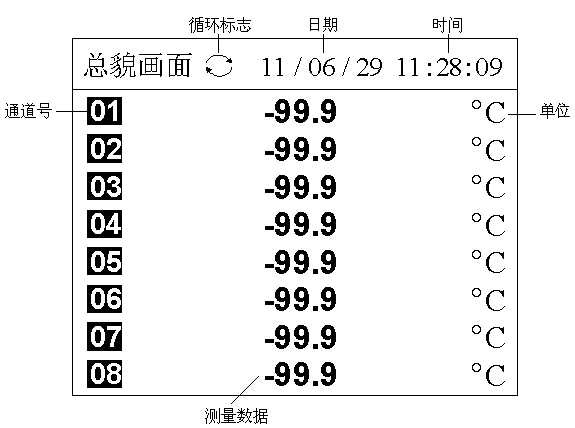 循环标志 日期 时间
总貌画面 11/06/29 11:28:09
通道号 01 -99.9 °C 单位
02 -99.9 °C
03 -99.9 °C
04 -99.9 °C
05 -99.9 °C
06 -99.9 °C
07 -99.9 °C
08 -99.9 °C
测量数据